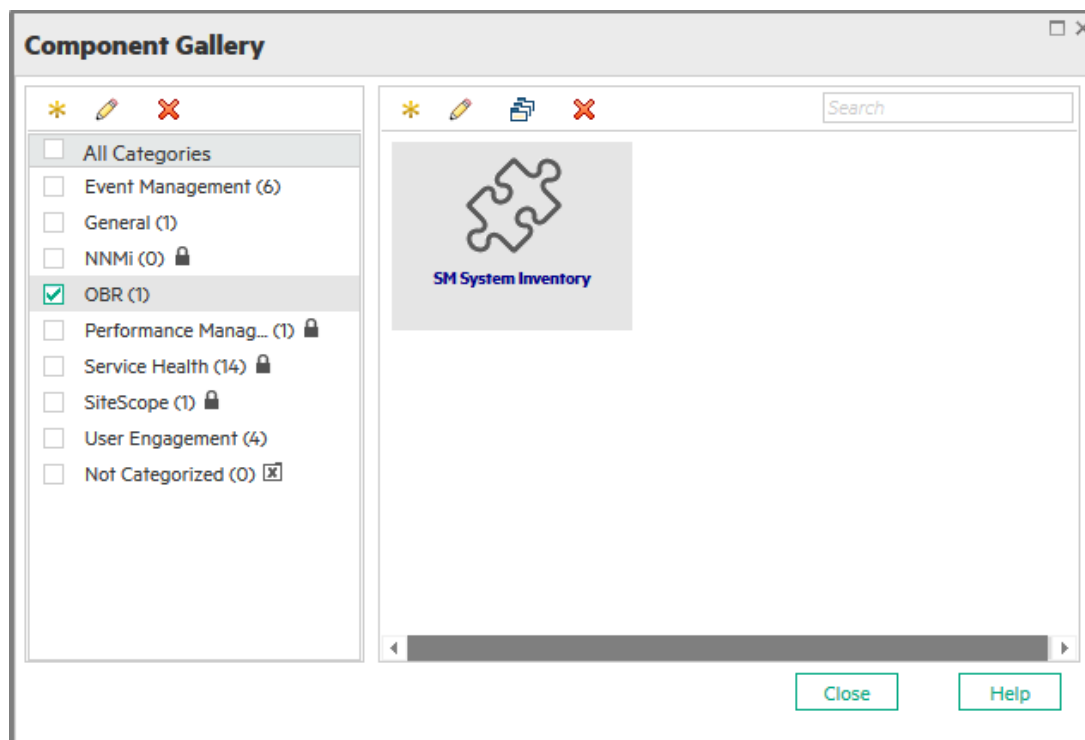 Component Gallery
Search
All Categories
Event Management (6)
General (1)
NNMi (0)
OBR (1)
Performance Manag... (1)
Service Health (14)
SiteScope (1)
User Engagement (4)
Not Categorized (0)
SM System Inventory
Close
Help